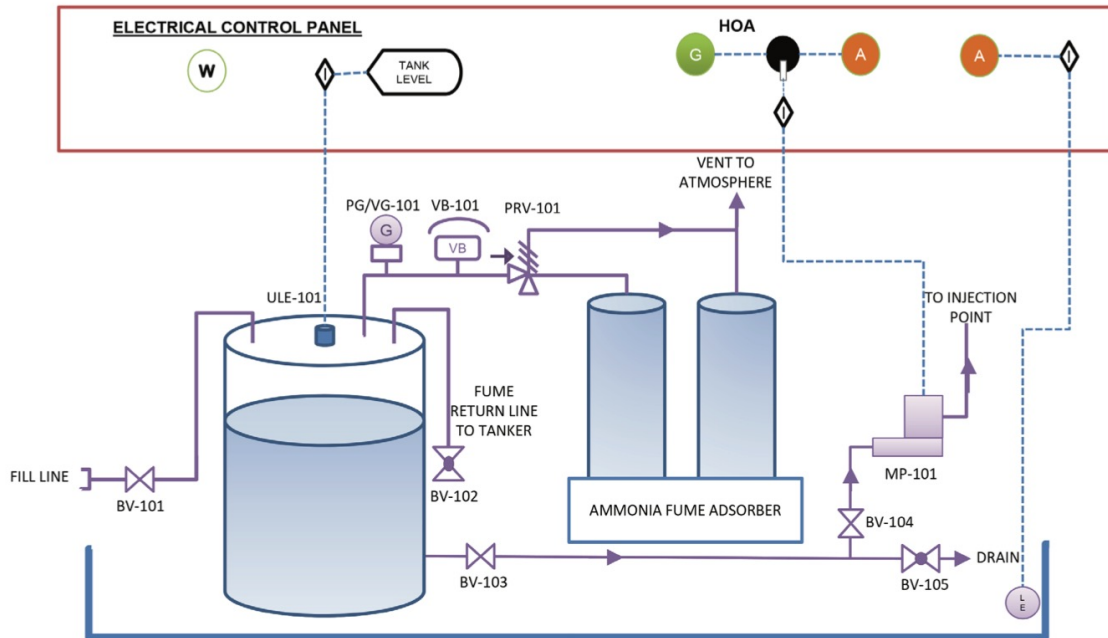 ELECTRICAL CONTROL PANEL
HOA
W
I
TANK
LEVEL
G
A
A
I
I
VENT TO
ATMOSPHERE
PG/VG-101
VB-101
PRV-101
G
VB
ULE-101
TO INJECTION
POINT
FUME
RETURN LINE
TO TANKER
FILL LINE
BV-101
BV-102
MP-101
AMMONIA FUME ADSORBER
BV-104
BV-103
DRAIN
BV-105
L
E